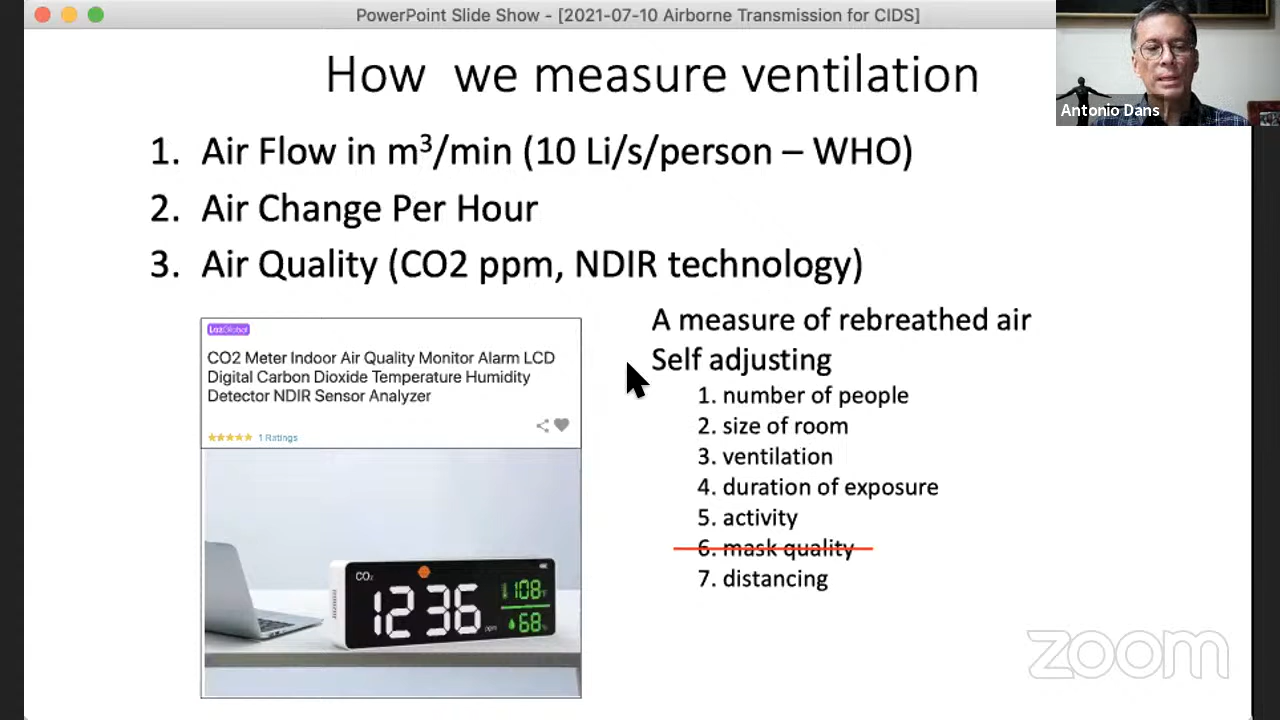 PowerPoint Slide Show - [2021-07-10 Airborne Transmission for CIDS]
How we measure ventilation
Antonio Dans
1. Air Flow in m³/min (10 Li/s/person – WHO)
2. Air Change Per Hour
3. Air Quality (CO2 ppm, NDIR technology)
LazGlobal
CO2 Meter Indoor Air Quality Monitor Alarm LCD
Digital Carbon Dioxide Temperature Humidity
Detector NDIR Sensor Analyzer
1 Ratings
CO₂
1236 ppm
108
68
A measure of rebreathed air
Self adjusting
1. number of people
2. size of room
3. ventilation
4. duration of exposure
5. activity
6. mask quality
7. distancing
zoom